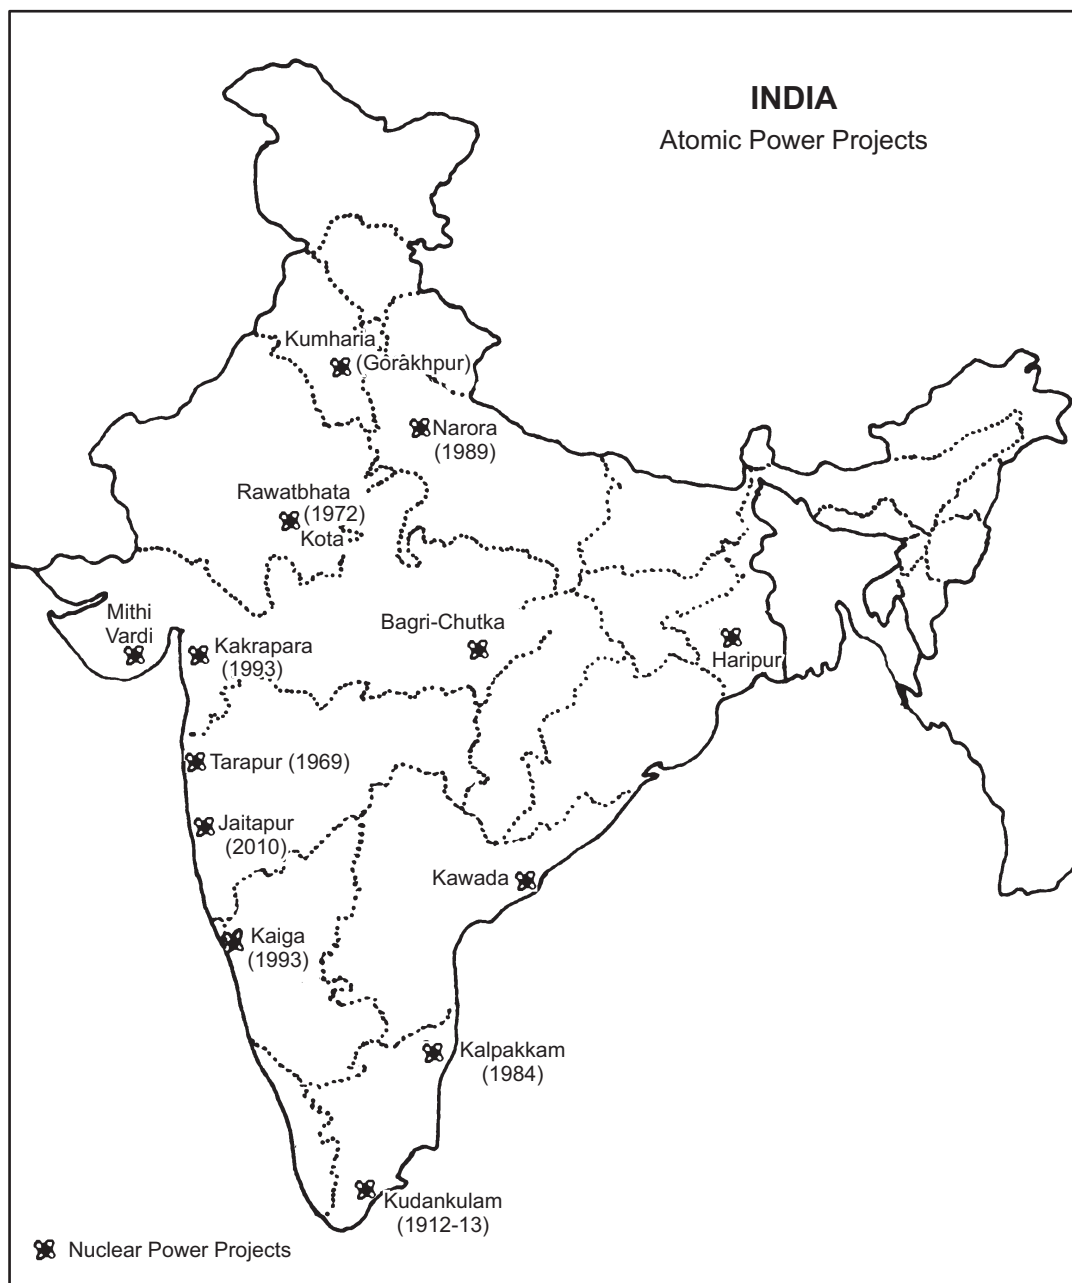 INDIA
Atomic Power Projects
Kumharia
(Gorakhpur)
Narora
(1989)
Rawatbhata
(1972)
Kota
Mithi
Vardi
Kakrapara
(1993)
Bagri-Chutka
Haripur
Tarapur (1969)
Jaitapur
(2010)
Kawada
Kaiga
(1993)
Kalpakkam
(1984)
Kudankulam
(1912-13)
Nuclear Power Projects